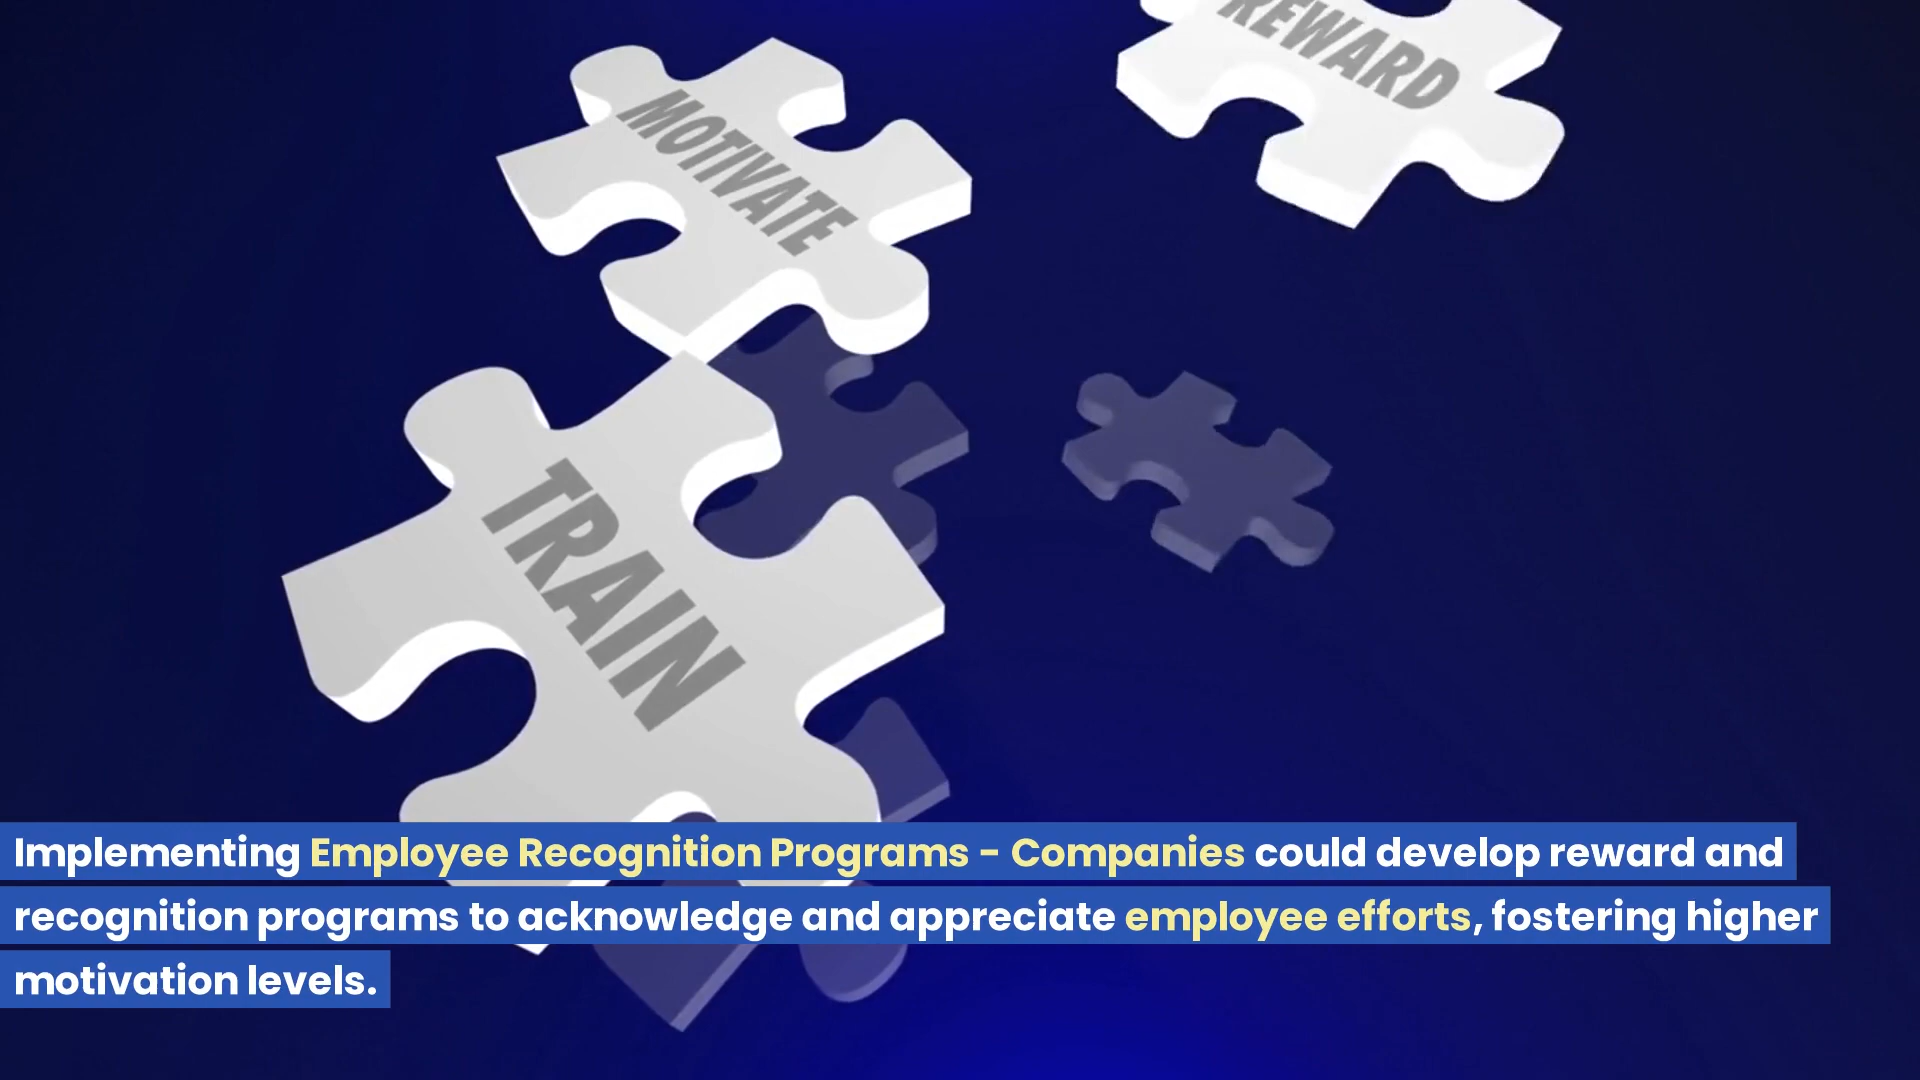 REWARD
MOTIVATE
TRAIN
Implementing Employee Recognition Programs - Companies could develop reward and
recognition programs to acknowledge and appreciate employee efforts, fostering higher
motivation levels.